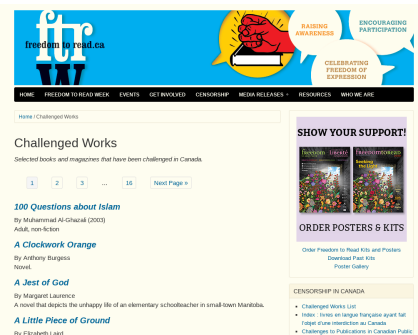 ftr
freedom to read.ca
w
RAISING
AWARENESS
ENCOURAGING
PARTICIPATION
CELEBRATING
FREEDOM OF
EXPRESSION
HOME FREEDOM TO READ WEEK EVENTS GET INVOLVED CENSORSHIP MEDIA RELEASES RESOURCES WHO WE ARE
Home / Challenged Works
Challenged Works
Selected books and magazines that have been challenged in Canada.
1 2 3 … 16 Next Page »
100 Questions about Islam
By Muhammad Al-Ghazali (2003)
Adult, non-fiction
A Clockwork Orange
By Anthony Burgess
Novel.
A Jest of God
By Margaret Laurence
A novel that depicts the unhappy life of an elementary schoolteacher in small-town Manitoba.
A Little Piece of Ground
By Elizabeth Laird
SHOW YOUR SUPPORT!
ORDER POSTERS & KITS
Order Freedom to Read Kits and Posters
Download Past Kits
Poster Gallery
CENSORSHIP IN CANADA
Challenged Works List
Index : livres en langue française ayant fait
l'objet d'une interdiction au Canada
Challenges to Publications in Canadian Public